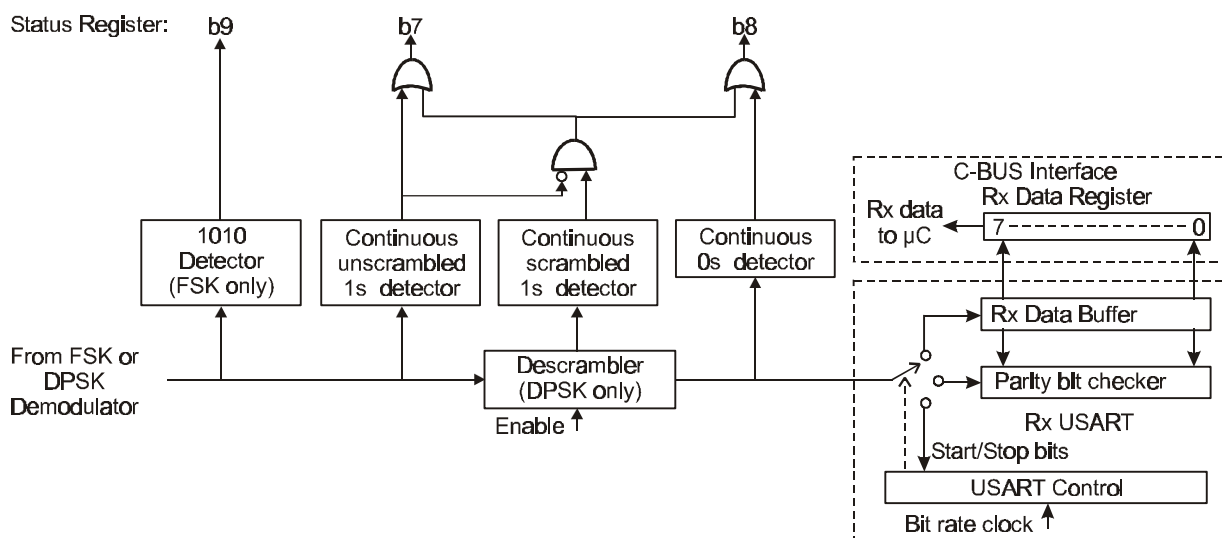 Status Register: b9 b7 b8
C-BUS Interface
Rx Data Register
Rx data
to µC
7 0
1010
Detector
(FSK only)
Continuous
unscrambled
1s detector
Continuous
scrambled
1s detector
Continuous
0s detector
Rx Data Buffer
From FSK or
DPSK
Demodulator
Descrambler
(DPSK only)
Enable
Parity bit checker
Rx USART
Start/Stop bits
USART Control
Bit rate clock